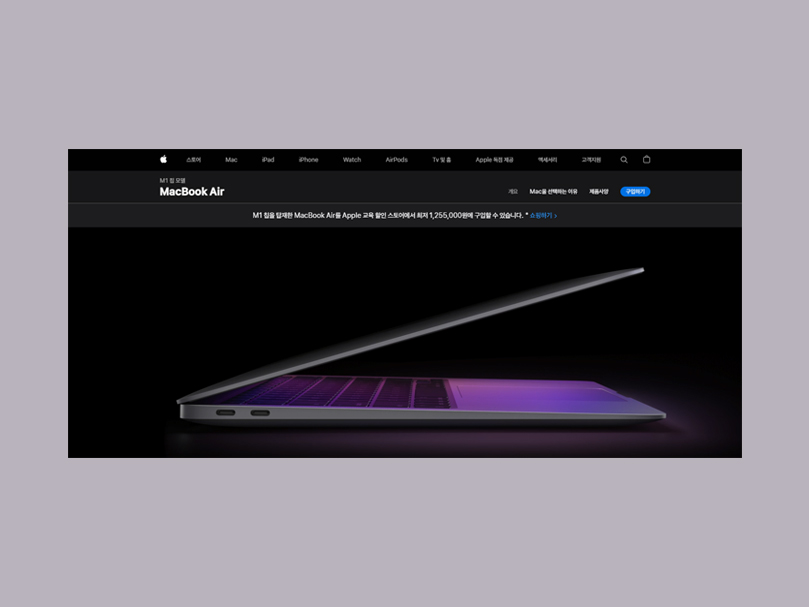 스토어 Mac iPad iPhone Watch AirPods Tv 및 홈 Apple 독점 제공 액세서리 고객지원
M1 칩 모델
MacBook Air
개요 Mac을 선택하는 이유 제품사양 구입하기
M1 칩을 탑재한 MacBook Air를 Apple 교육 할인 스토어에서 최저 1,255,000원에 구입할 수 있습니다. * 쇼핑하기 >